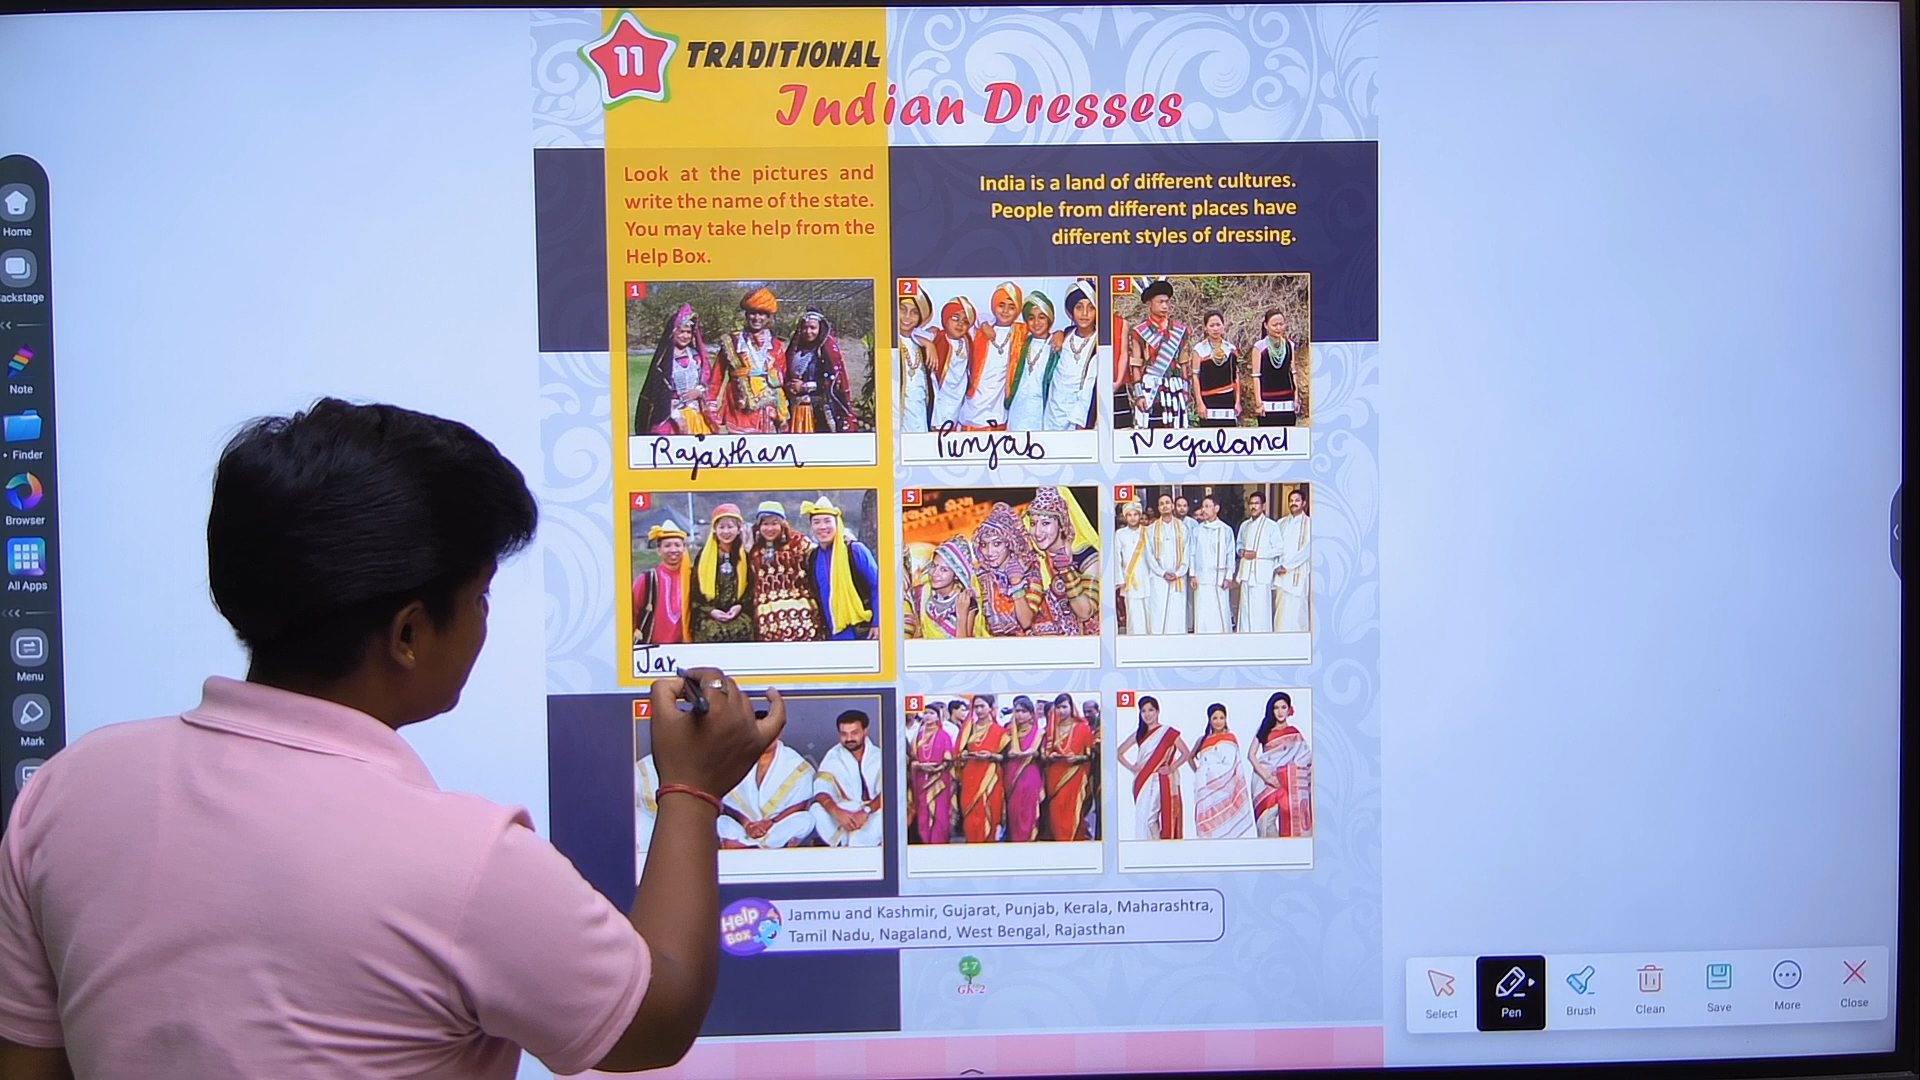 11
TRADITIONAL
Indian Dresses
Look at the pictures and
write the name of the state.
You may take help from the
Help Box.
India is a land of different cultures.
People from different places have
different styles of dressing.
1
2
3
Rajasthan
Punjab
Negaland
4
5
6
Jar
7
8
9
Help
Box
Jammu and Kashmir, Gujarat, Punjab, Kerala, Maharashtra,
Tamil Nadu, Nagaland, West Bengal, Rajasthan
17
GK-2
Home
ackstage
Note
Finder
Browser
All Apps
Menu
Mark
Select
Pen
Brush
Clean
Save
More
Close